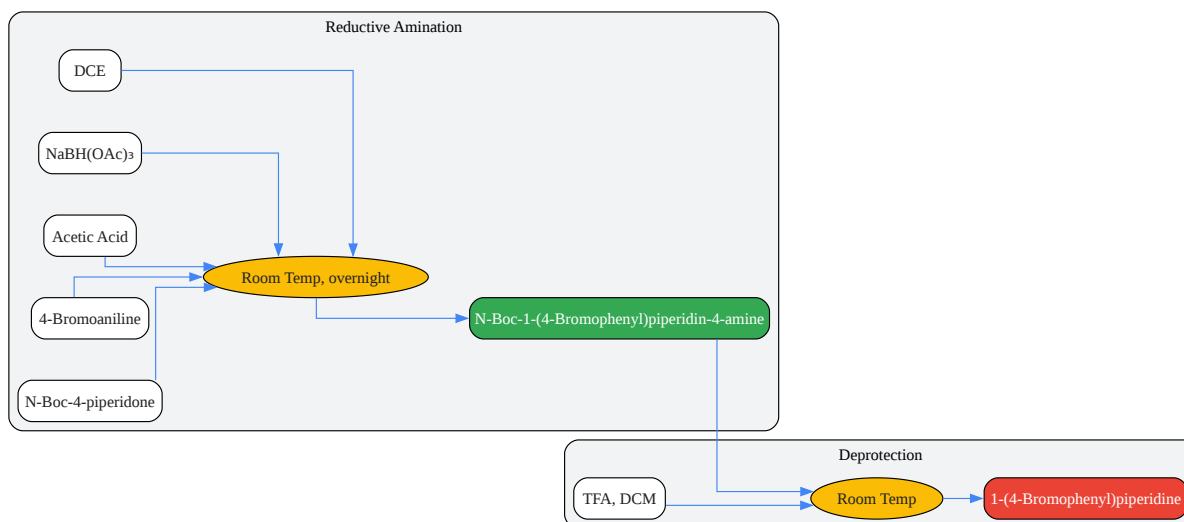 Reductive Amination
DCE
NaBH(OAc)₃
Acetic Acid
Room Temp, overnight
4-Bromoaniline
N-Boc-1-(4-Bromophenyl)piperidin-4-amine
N-Boc-4-piperidone
Deprotection
TFA, DCM
Room Temp
1-(4-Bromophenyl)piperidine